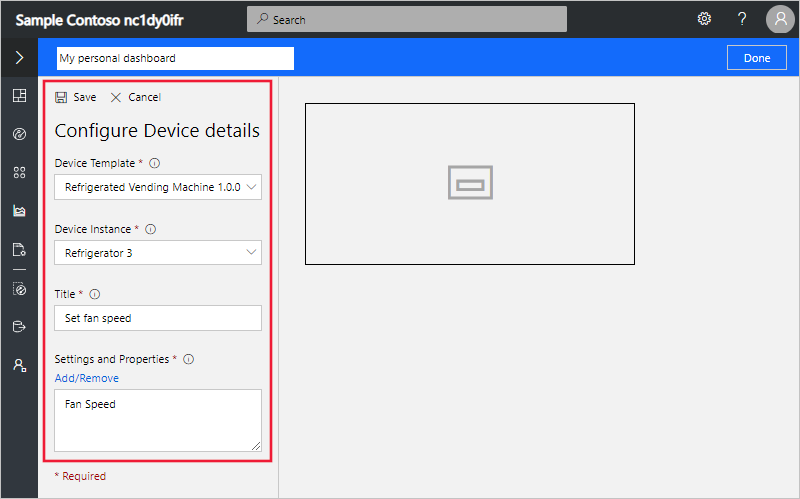 Sample Contoso nc1dy0ifr
Search
?
My personal dashboard
Done
Save
Cancel
Configure Device details
Device Template *
Refrigerated Vending Machine 1.0.0
Device Instance *
Refrigerator 3
Title *
Set fan speed
Settings and Properties *
Add/Remove
Fan Speed
* Required